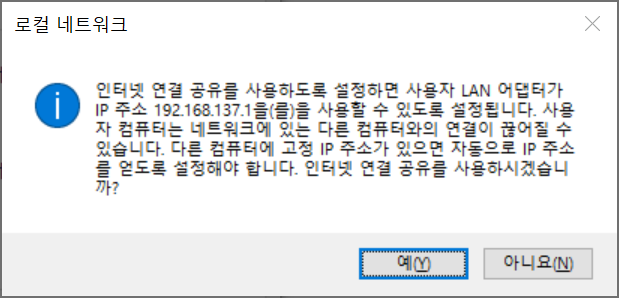 로컬 네트워크
인터넷 연결 공유를 사용하도록 설정하면 사용자 LAN 어댑터가
IP 주소 192.168.137.1을(를)을 사용할 수 있도록 설정됩니다. 사용
자 컴퓨터는 네트워크에 있는 다른 컴퓨터와의 연결이 끊어질 수
있습니다. 다른 컴퓨터에 고정 IP 주소가 있으면 자동으로 IP 주소
를 얻도록 설정해야 합니다. 인터넷 연결 공유를 사용하시겠습니
까?
예(Y)
아니요(N)